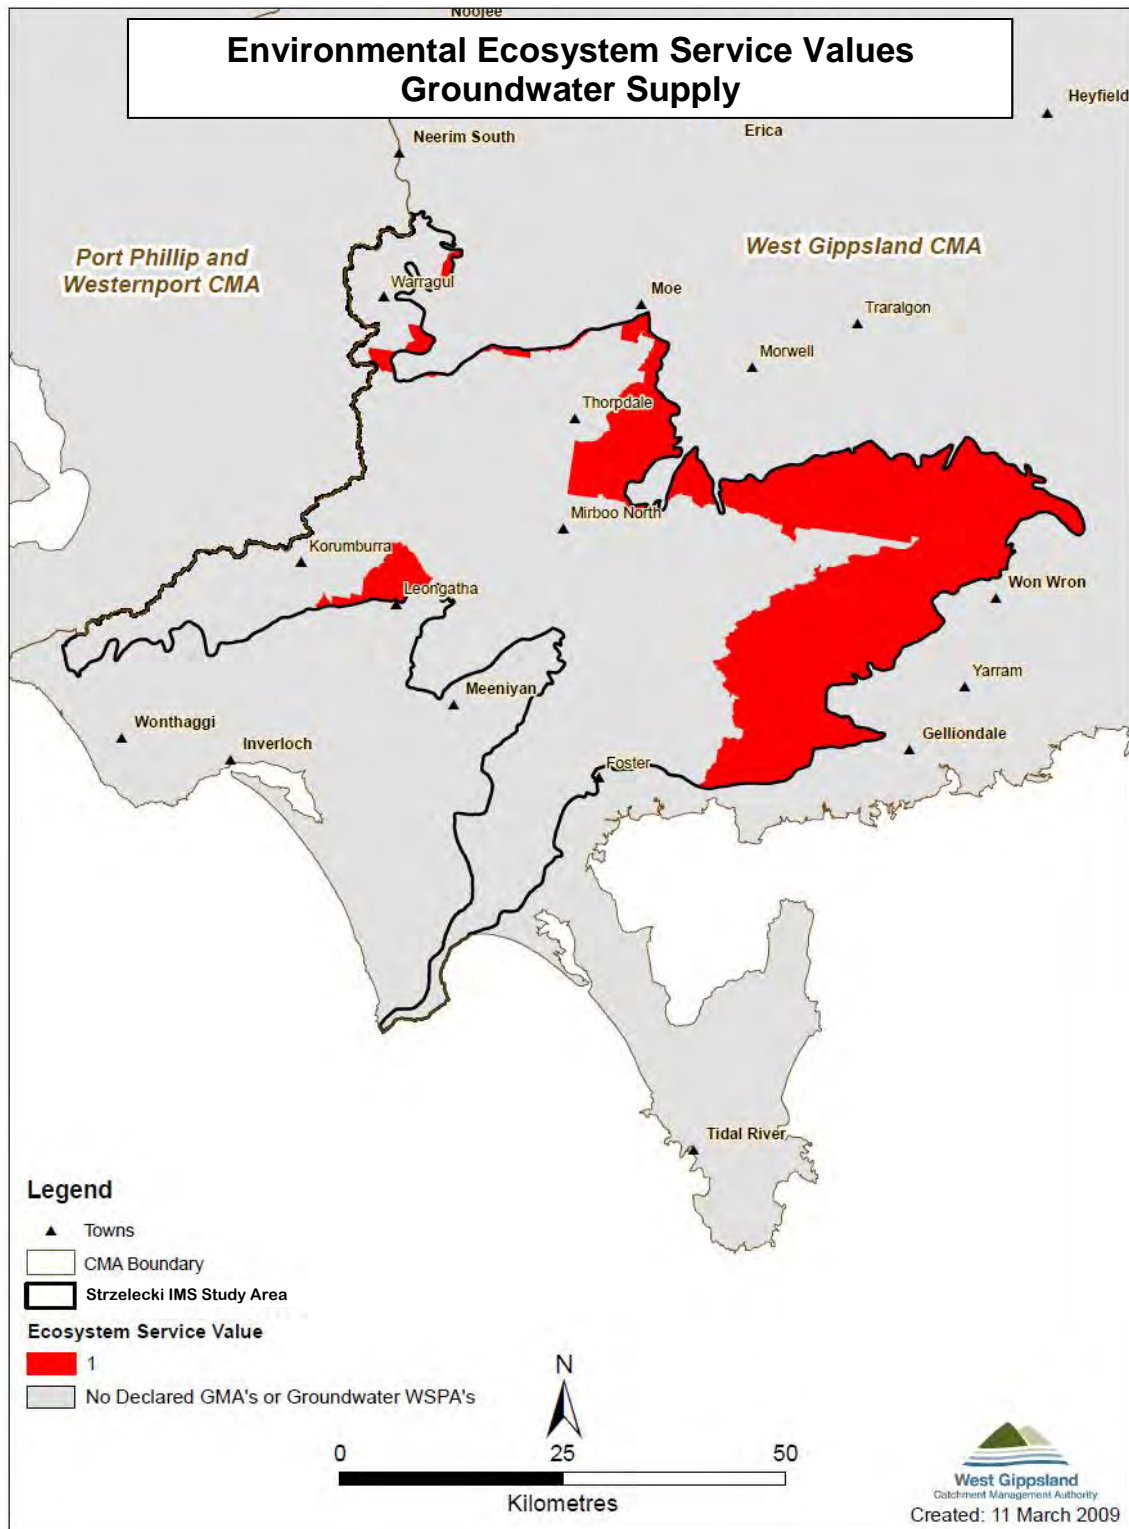 Noojee
Environmental Ecosystem Service Values
Groundwater Supply
Heyfield
Erica
Neerim South
Port Phillip and
Westernport CMA
West Gippsland CMA
Warragul
Moe
Traralgon
Morwell
Thorpdale
Mirboo North
Korumburra
Leongatha
Won Wron
Yarram
Meeniyan
Wonthaggi
Inverloch
Gelliondale
Foster
Tidal River
Legend
Towns
CMA Boundary
Strzelecki IMS Study Area
Ecosystem Service Value
1
No Declared GMA's or Groundwater WSPA's
N
0 25 50
Kilometres
West Gippsland
Catchment Management Authority
Created: 11 March 2009